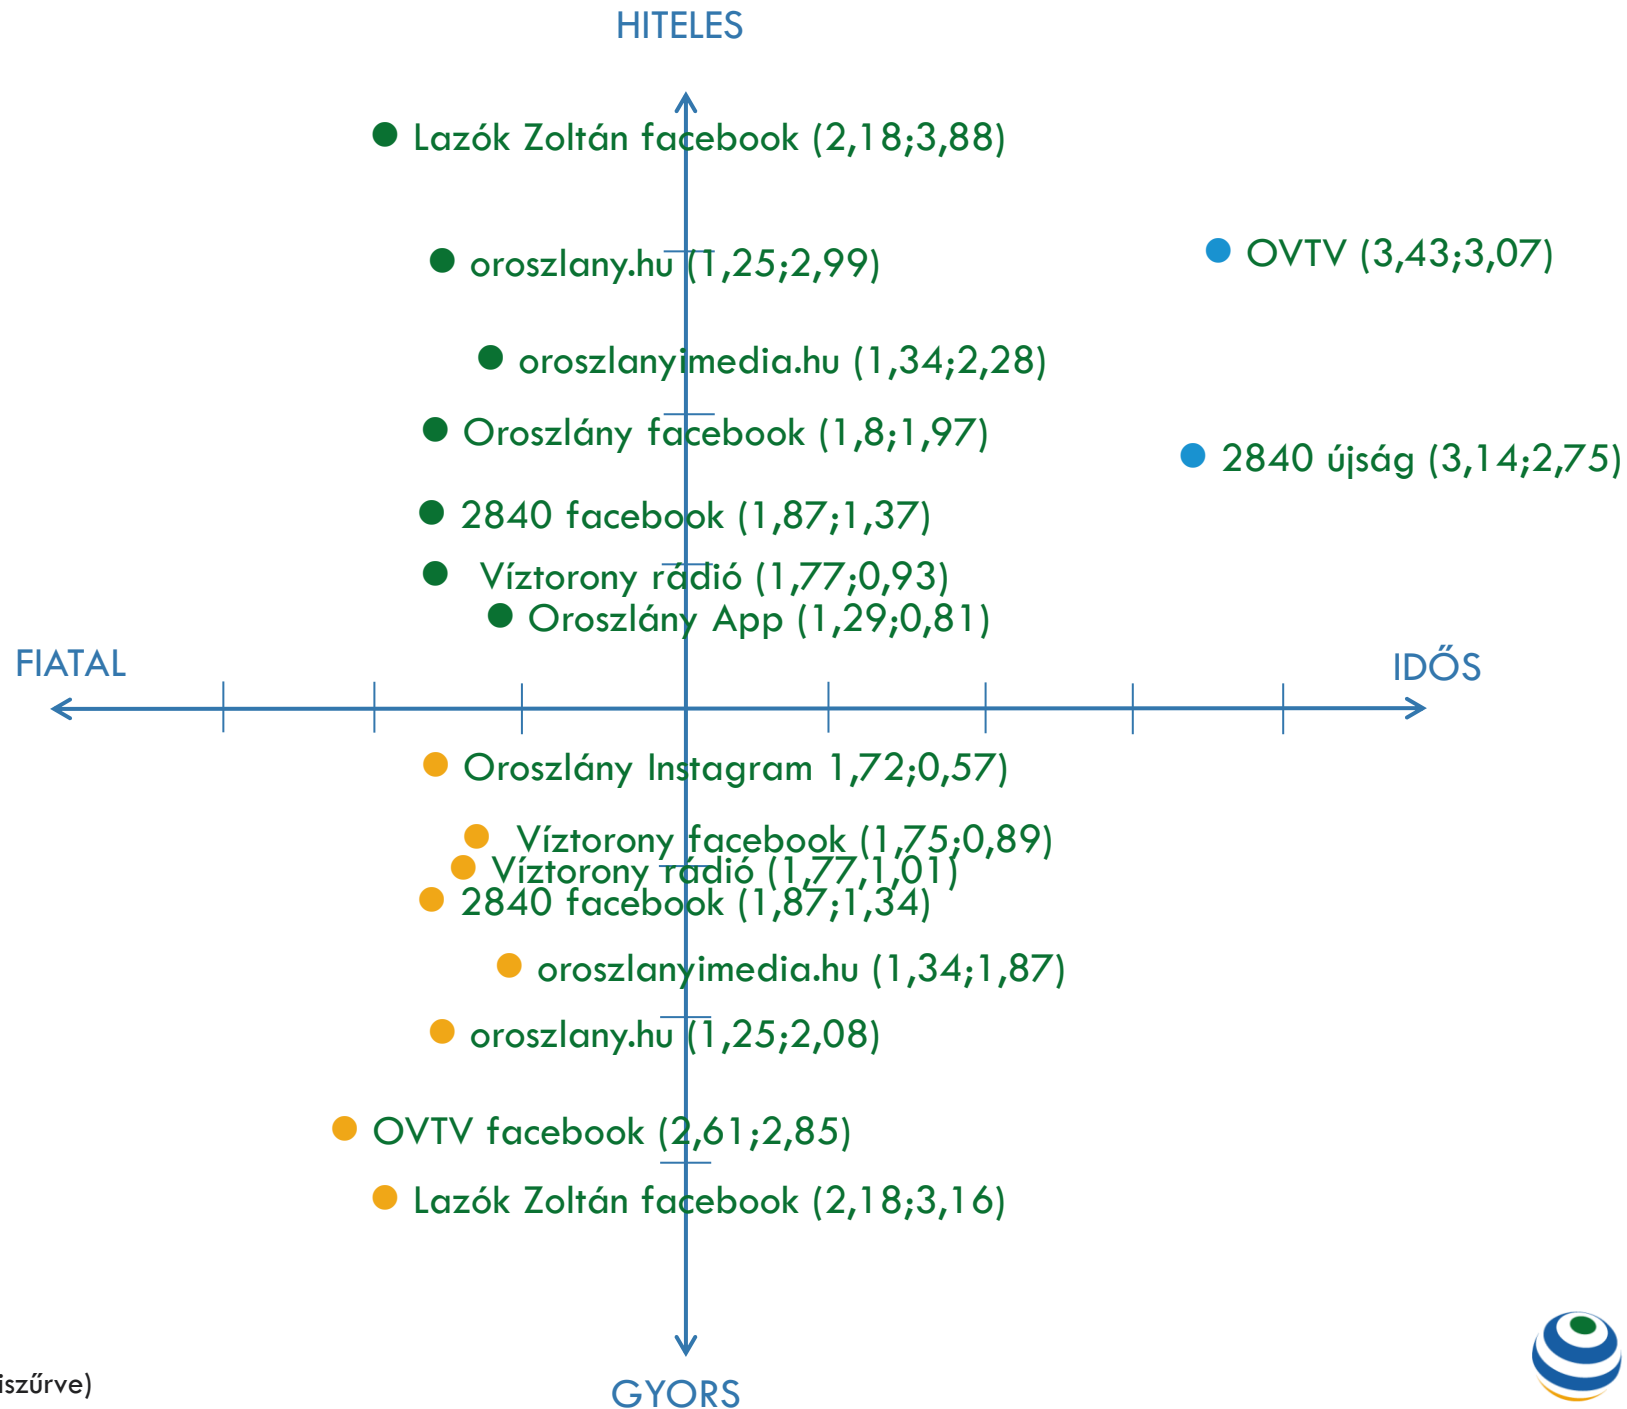 HITELES
Lazók Zoltán facebook (2,18;3,88)
OVTV (3,43;3,07)
oroszlany.hu (1,25;2,99)
oroszlanyimedia.hu (1,34;2,28)
Oroszlány facebook (1,8;1,97)
2840 újság (3,14;2,75)
2840 facebook (1,87;1,37)
Víztorony rádió (1,77;0,93)
Oroszlány App (1,29;0,81)
FIATAL
IDŐS
Oroszlány Instagram 1,72;0,57)
Víztorony facebook (1,75;0,89)
Víztorony rádió (1,77,1,01)
2840 facebook (1,87;1,34)
oroszlanyimedia.hu (1,34;1,87)
oroszlany.hu (1,25;2,08)
OVTV facebook (2,61;2,85)
Lazók Zoltán facebook (2,18;3,16)
iszűrve)
GYORS